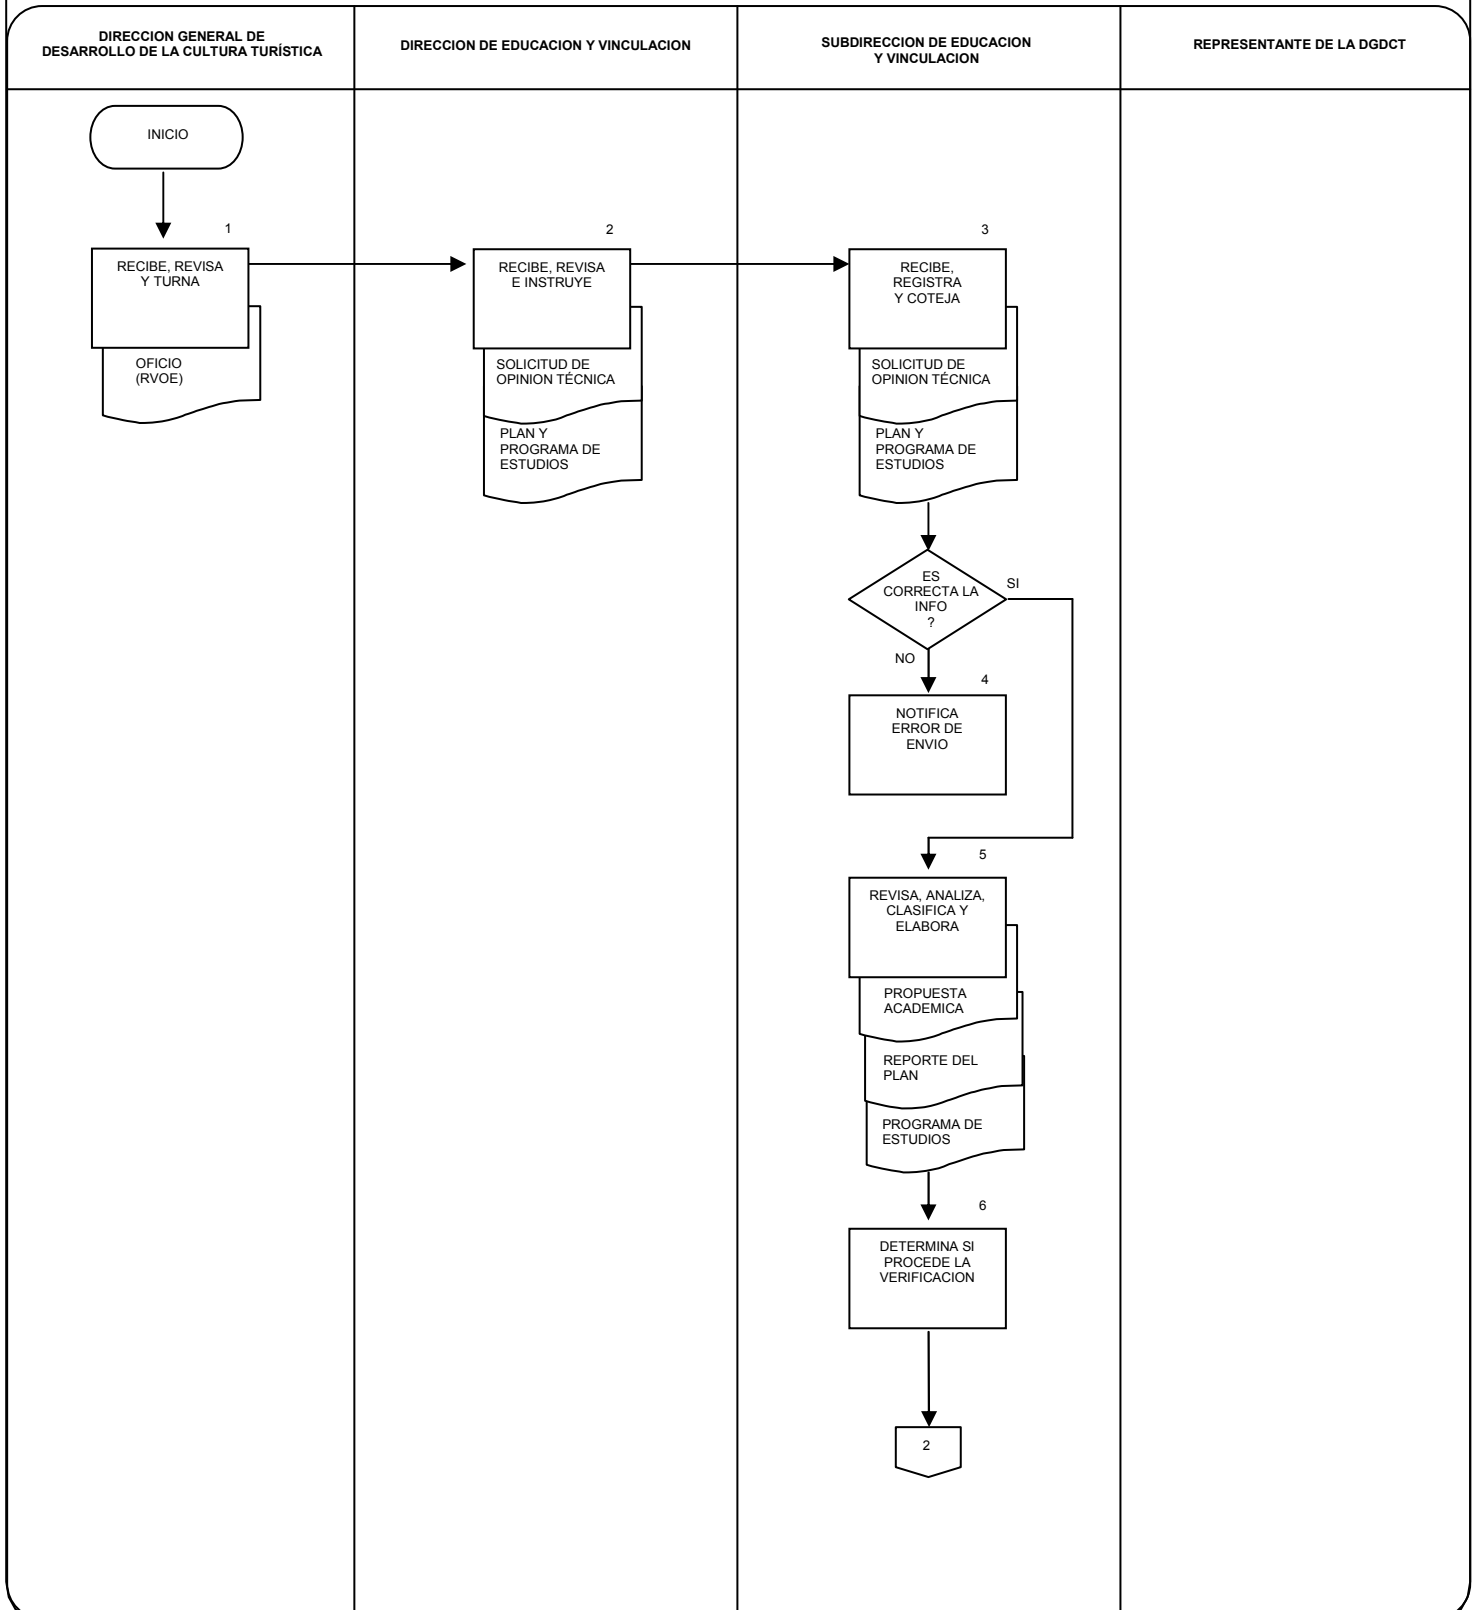 DIRECCION GENERAL DE
DESARROLLO DE LA CULTURA TURÍSTICA
DIRECCION DE EDUCACION Y VINCULACION
SUBDIRECCION DE EDUCACION
Y VINCULACION
REPRESENTANTE DE LA DGDCT
INICIO
1
RECIBE, REVISA
Y TURNA
OFICIO
(RVOE)
2
RECIBE, REVISA
E INSTRUYE
SOLICITUD DE
OPINION TÉCNICA
PLAN Y
PROGRAMA DE
ESTUDIOS
3
RECIBE,
REGISTRA
Y COTEJA
SOLICITUD DE
OPINION TÉCNICA
PLAN Y
PROGRAMA DE
ESTUDIOS
ES
CORRECTA LA
INFO
?
SI
NO
4
NOTIFICA
ERROR DE
ENVIO
5
REVISA, ANALIZA,
CLASIFICA Y
ELABORA
PROPUESTA
ACADEMICA
REPORTE DEL
PLAN
PROGRAMA DE
ESTUDIOS
6
DETERMINA SI
PROCEDE LA
VERIFICACION
2